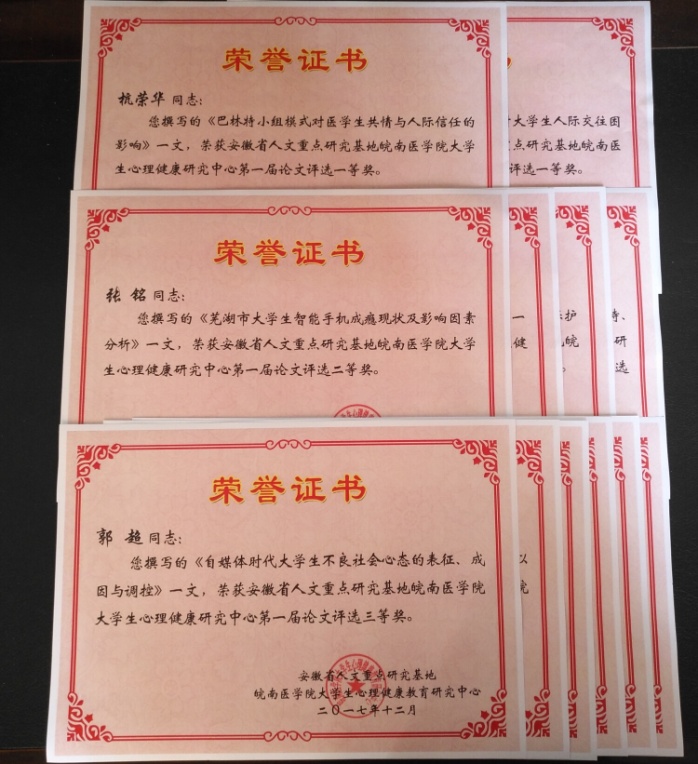 荣誉证书
杭荣华 同志：
您撰写的《巴林特小组模式对医学生共情与人际信任的
影响》一文，荣获安徽省人文重点研究基地皖南医学院大学
生心理健康研究中心第一届论文评选一等奖。
大学生人际交往团
点研究基地皖南医
评选一等奖。
荣誉证书
张 铭 同志：
您撰写的《芜湖市大学生智能手机成瘾现状及影响因素
分析》一文，荣获安徽省人文重点研究基地皖南医学院大学
生心理健康研究中心第一届论文评选二等奖。
一
健
护
皖
。
、
研
选
荣誉证书
郭 超 同志：
您撰写的《自媒体时代大学生不良社会心态的表征、成
因与调控》一文，荣获安徽省人文重点研究基地皖南医学院
大学生心理健康研究中心第一届论文评选三等奖。
以
院
安徽省人文重点研究基地
皖南医学院大学生心理健康教育研究中心
二〇一七年十二月